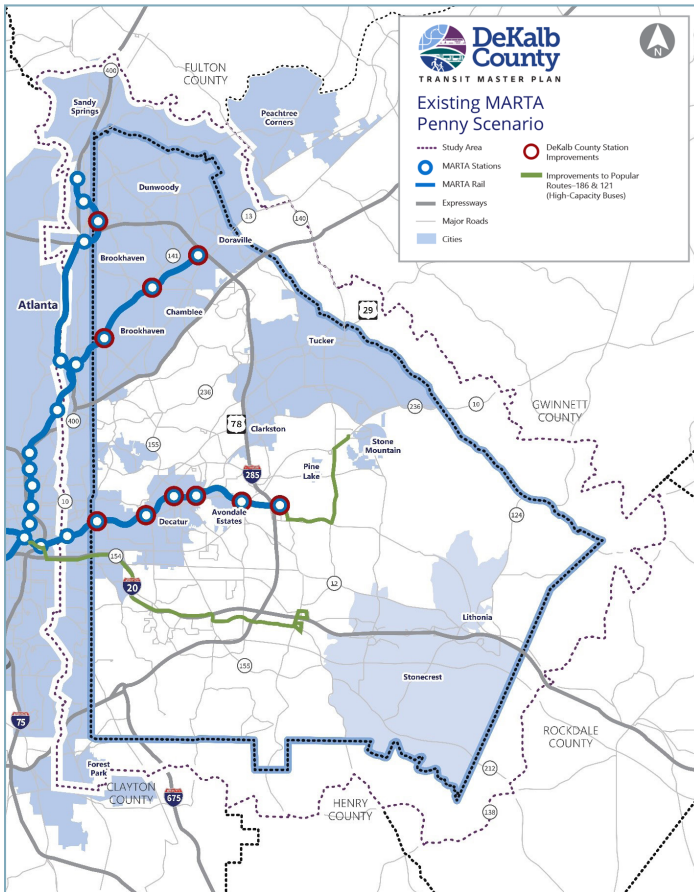 DeKalb
County
TRANSIT MASTER PLAN
N
Existing MARTA
Penny Scenario
Study Area
MARTA Stations
MARTA Rail
Expressways
Major Roads
Cities
DeKalb County Station
Improvements
Improvements to Popular
Routes–186 & 121
(High-Capacity Buses)
FULTON
COUNTY
400
Sandy
Springs
Peachtree
Corners
Dunwoody
13
140
Doraville
Brookhaven
141
Atlanta
Chamblee
29
Brookhaven
Tucker
236
10
GWINNETT
COUNTY
236
400
78
Clarkston
155
Stone
Mountain
Pine
Lake
285
10
124
Decatur
Avondale
Estates
154
20
12
Lithonia
155
Stonecrest
75
ROCKDALE
COUNTY
Forest
Park
212
CLAYTON
COUNTY
675
HENRY
COUNTY
138